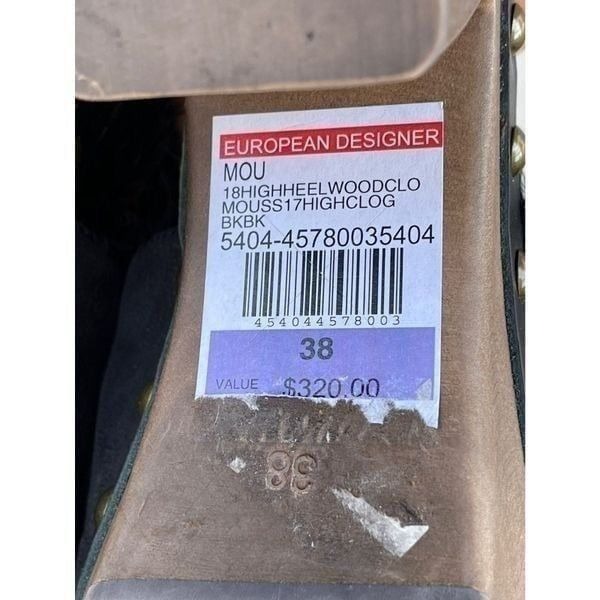 EUROPEAN DESIGNER
MOU
18HIGHHEELWOODCLO
MOUSS17HIGHCLOG
BKBK
5404-45780035404
454044578003
38
VALUE $320.00
38